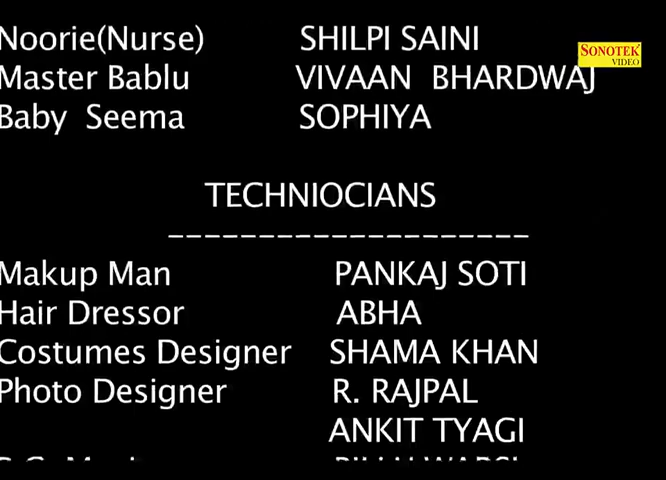 Noorie(Nurse) SHILPI SAINI
SONOTEK
VIDEO
Master Bablu VIVAAN BHARDWAJ
Baby Seema SOPHIYA
TECHNIOCIANS
--------------------
Makup Man PANKAJ SOTI
Hair Dressor ABHA
Costumes Designer SHAMA KHAN
Photo Designer R. RAJPAL
ANKIT TYAGI